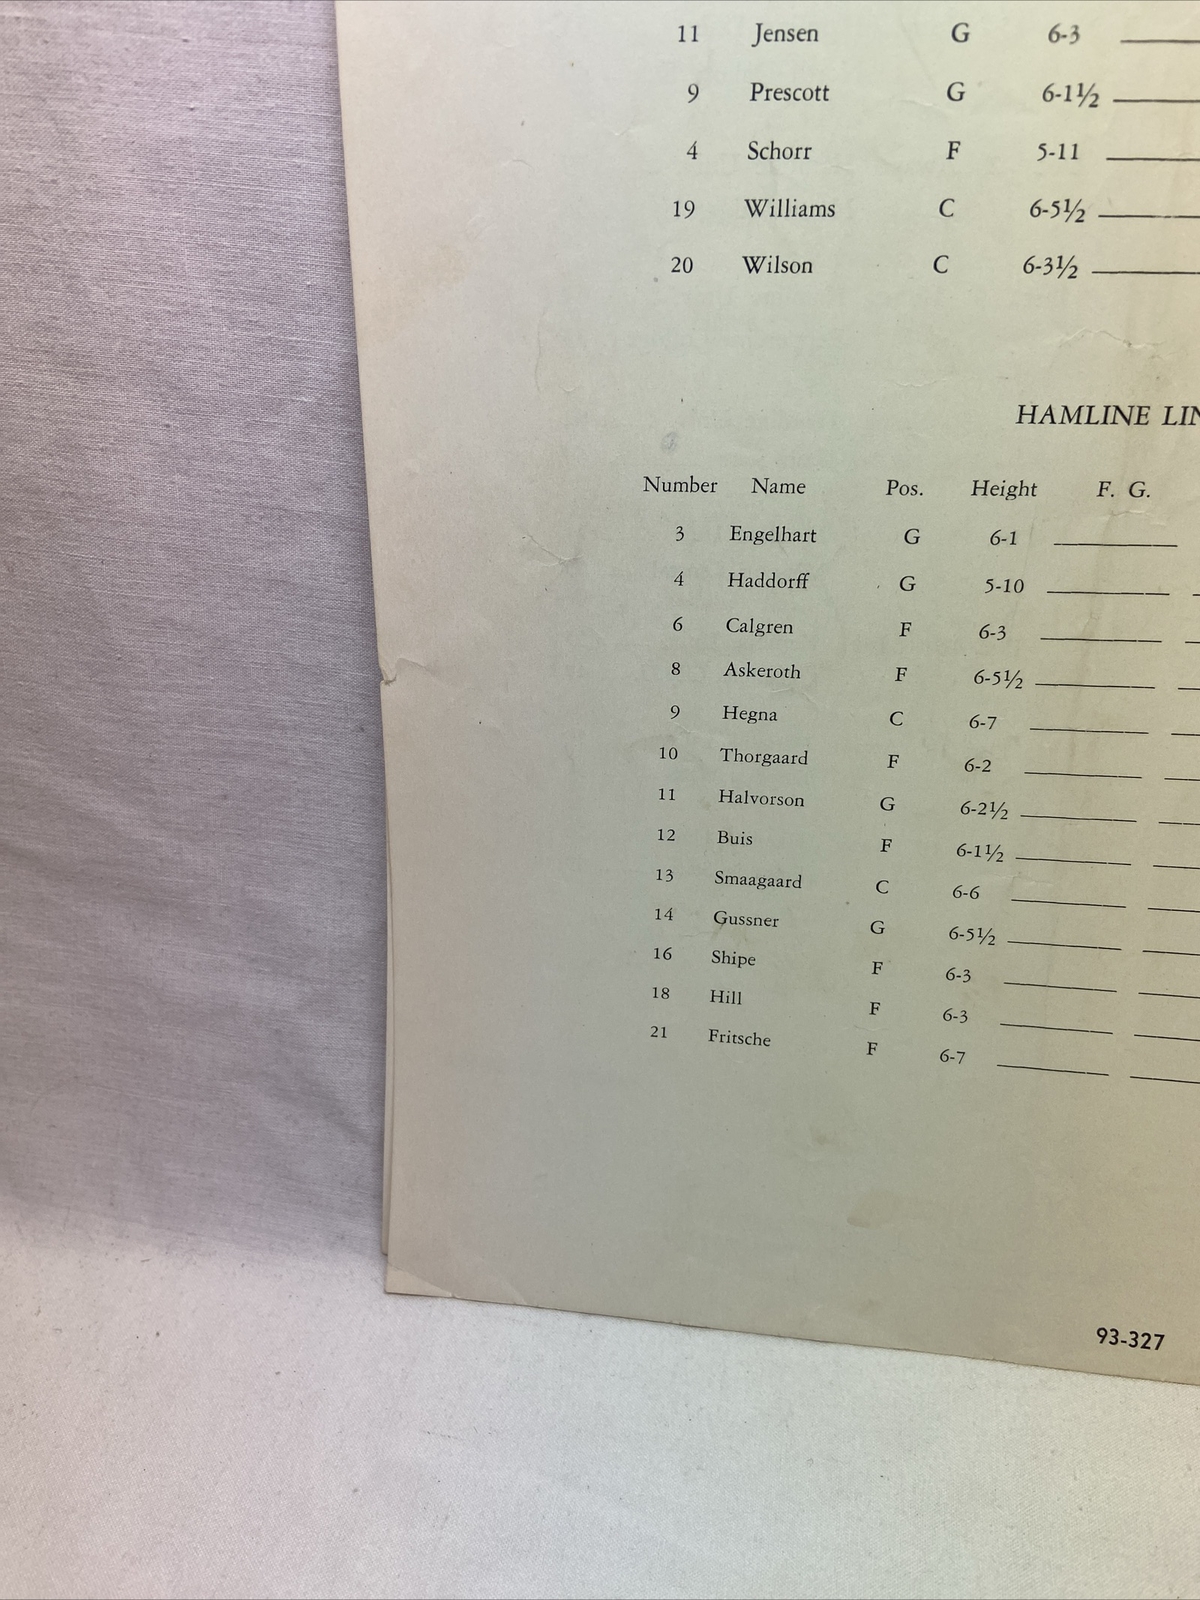 11 Jensen G 6-3
9 Prescott G 6-1½
4 Schorr F 5-11
19 Williams C 6-5½
20 Wilson C 6-3½
HAMLINE LIN
Number Name Pos. Height F. G.
3 Engelhart G 6-1
4 Haddorff G 5-10
6 Calgren F 6-3
8 Askeroth F 6-5½
9 Hegna C 6-7
10 Thorgaard F 6-2
11 Halvorson G 6-2½
12 Buis F 6-1½
13 Smaagaard C 6-6
14 Gussner G 6-5½
16 Shipe F 6-3
18 Hill F 6-3
21 Fritsche F 6-7
93-327